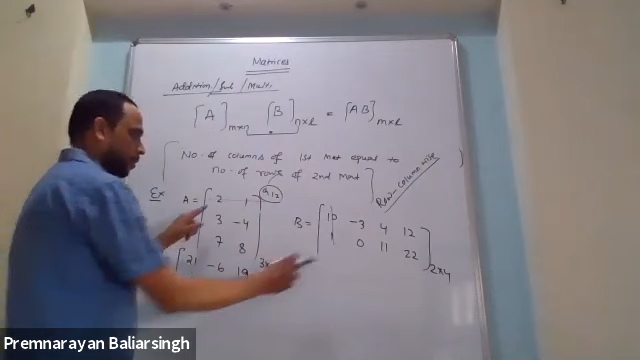 Matrices
Addition/Sub/Mult.
[A]m×n [B]n×l = [AB]m×l
[No. of columns of 1st mat equal to
no. of rows of 2nd mat]
Row-column wise
Ex A = [2 1 a12
3 -4
7 8] 3×
B = [10 -3 4 12
1 0 11 22] 2×4
[21 -6 19
Premnarayan Baliarsingh